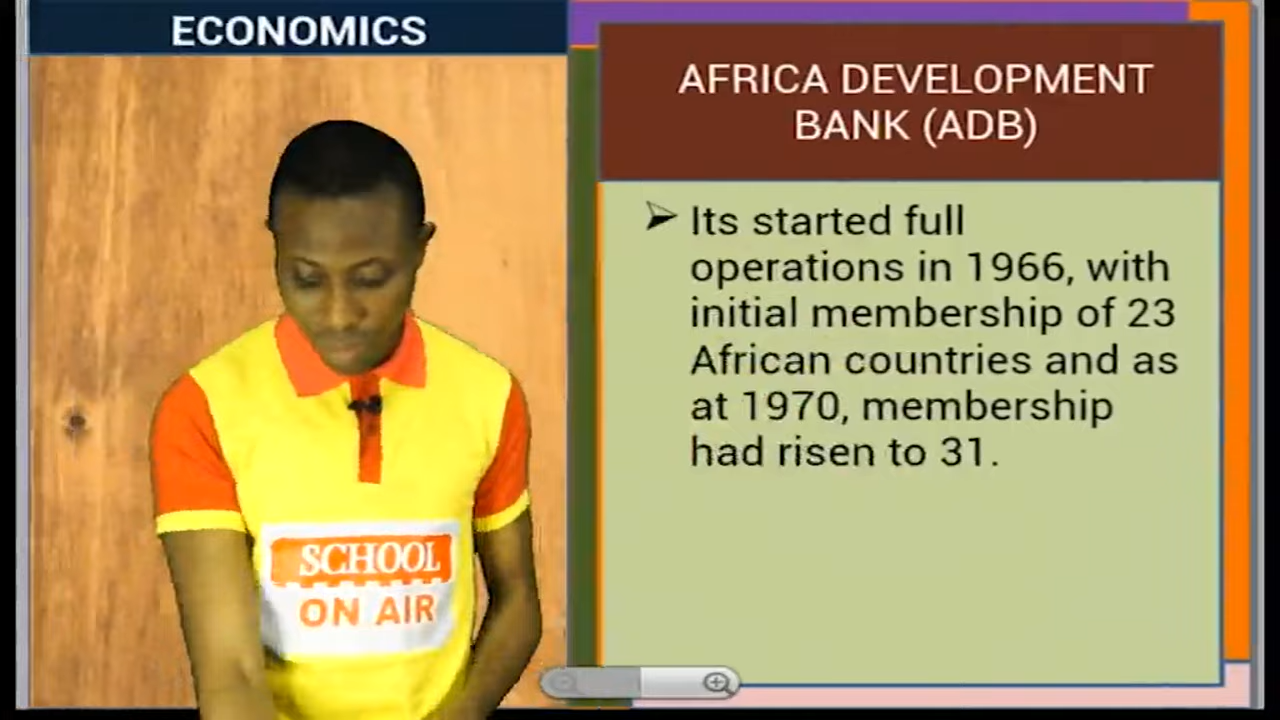 ECONOMICS
AFRICA DEVELOPMENT
BANK (ADB)
Its started full
operations in 1966, with
initial membership of 23
African countries and as
at 1970, membership
had risen to 31.
SCHOOL
ON AIR